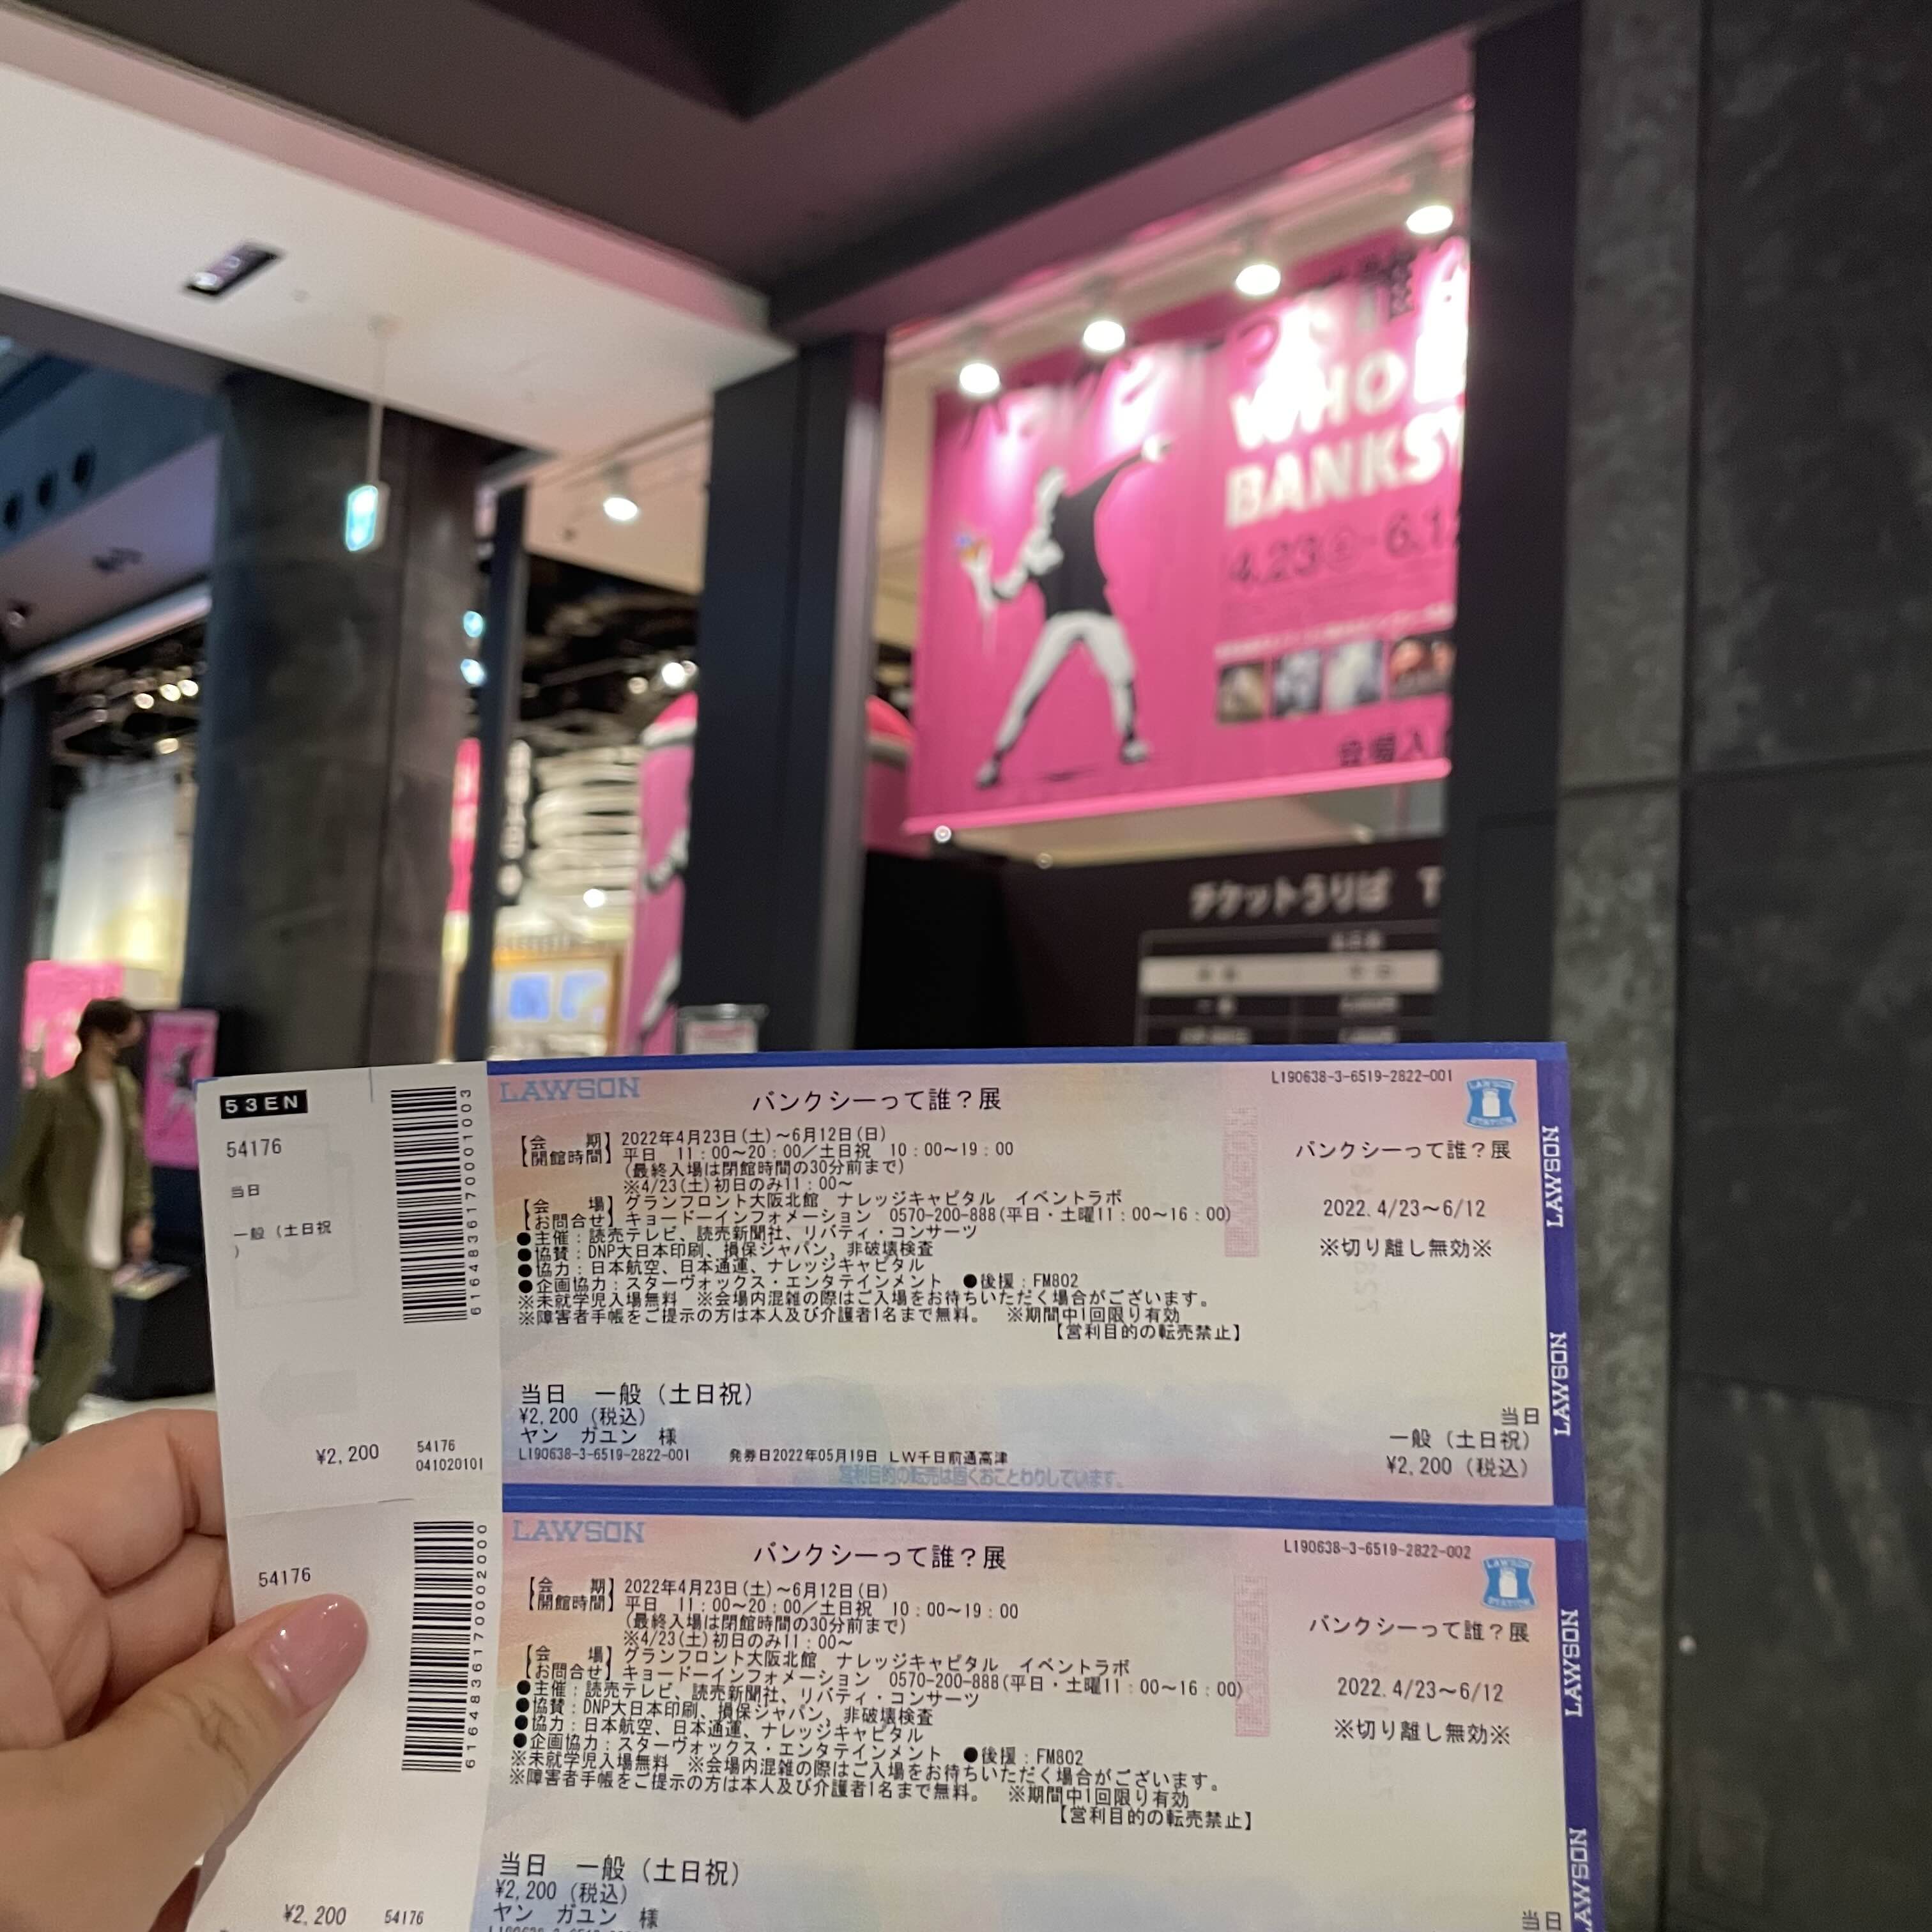 WHO
BANKSY
4.23㊏-6.12
会場入
チケットうりば T
53EN
54176
当日
一般（土日祝
）
¥2,200
54176
041020101
6164836170001003
LAWSON
バンクシーって誰？展
【会　　期】2022年4月23日(土)～6月12日(日)
【開館時間】平日　11：00～20：00／土日祝　10：00～19：00
(最終入場は閉館時間の30分前まで)
※4/23(土)初日のみ11：00～
【会　　場】グランフロント大阪北館　ナレッジキャピタル　イベントラボ
【お問合せ】キョードーインフォメーション　0570-200-888(平日・土曜11：00～16：00)
●主催：読売テレビ、読売新聞社、リバティ・コンサーツ
●協賛：DNP大日本印刷、損保ジャパン、非破壊検査
●協力：日本航空、日本通運、ナレッジキャピタル
●企画協力：スターヴォックス・エンタテインメント　●後援：FM802
※未就学児入場無料　※会場内混雑の際はご入場をお待ちいただく場合がございます。
※障害者手帳をご提示の方は本人及び介護者1名まで無料。　※期間中1回限り有効
【営利目的の転売禁止】
当日　一般（土日祝）
¥2,200（税込）
ヤン　ガユン　様
L190638-3-6519-2822-001　発券日2022年05月19日　LW千日前通高津
営利目的の転売は固くおことわりしています。
L190638-3-6519-2822-001
LAWSON
STATION
バンクシーって誰？展
2022.4/23～6/12
※切り離し無効※
当日
一般（土日祝）
¥2,200（税込）
LAWSON
LAWSON
54176
¥2,200
54176
6164836170002000
LAWSON
バンクシーって誰？展
【会　　期】2022年4月23日(土)～6月12日(日)
【開館時間】平日　11：00～20：00／土日祝　10：00～19：00
(最終入場は閉館時間の30分前まで)
※4/23(土)初日のみ11：00～
【会　　場】グランフロント大阪北館　ナレッジキャピタル　イベントラボ
【お問合せ】キョードーインフォメーション　0570-200-888(平日・土曜11：00～16：00)
●主催：読売テレビ、読売新聞社、リバティ・コンサーツ
●協賛：DNP大日本印刷、損保ジャパン、非破壊検査
●協力：日本航空、日本通運、ナレッジキャピタル
●企画協力：スターヴォックス・エンタテインメント　●後援：FM802
※未就学児入場無料　※会場内混雑の際はご入場をお待ちいただく場合がございます。
※障害者手帳をご提示の方は本人及び介護者1名まで無料。　※期間中1回限り有効
【営利目的の転売禁止】
当日　一般（土日祝）
¥2,200（税込）
ヤン　ガユン　様
L190638-3-6519-2822-002
LAWSON
STATION
バンクシーって誰？展
2022.4/23～6/12
※切り離し無効※
当日
LAWSON
LAWSON